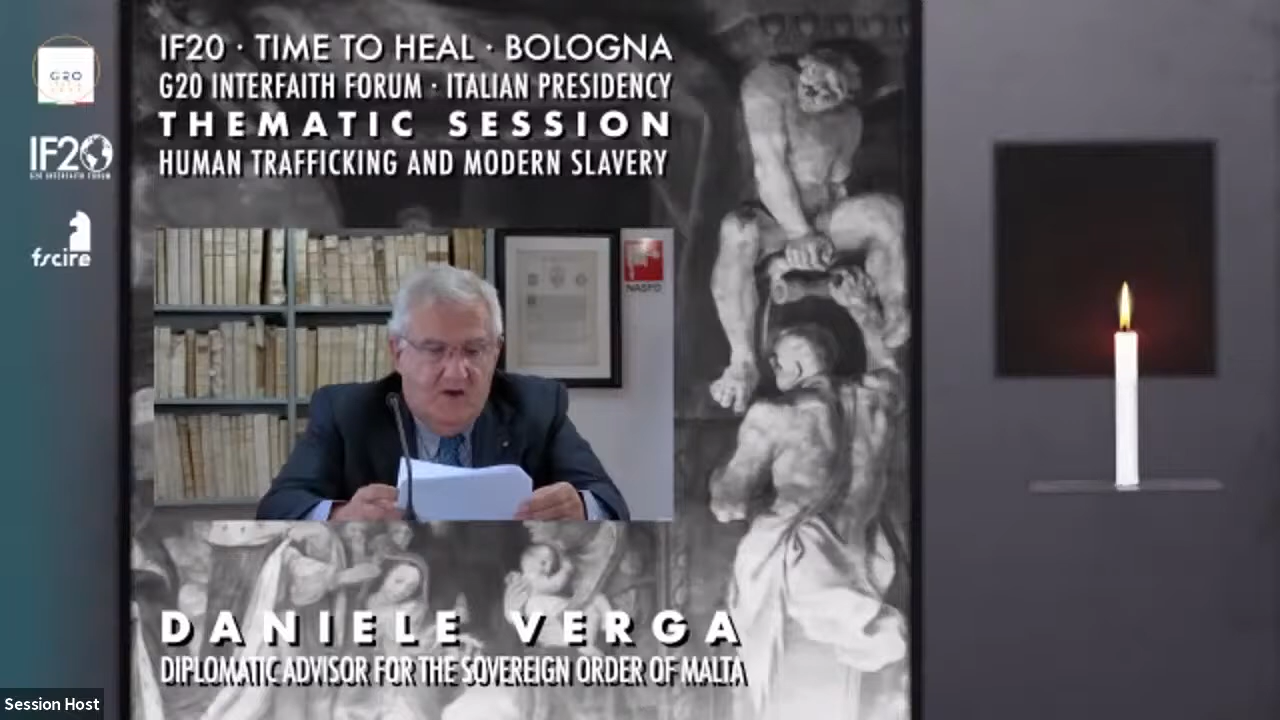 IF20 · TIME TO HEAL · BOLOGNA
G20 INTERFAITH FORUM · ITALIAN PRESIDENCY
THEMATIC SESSION
HUMAN TRAFFICKING AND MODERN SLAVERY
G20
IF20
G20 INTERFAITH FORUM
fscire
DANIELE VERGA
DIPLOMATIC ADVISOR FOR THE SOVEREIGN ORDER OF MALTA
Session Host